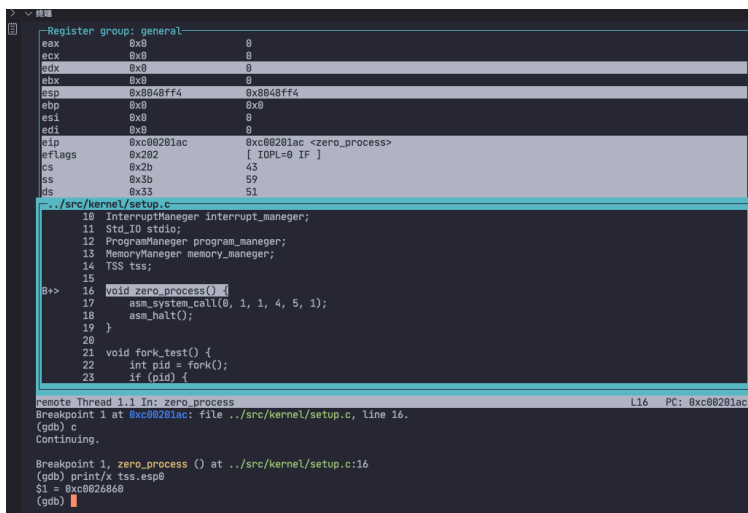 终端
Register group: general
eax 0x0 0
ecx 0x0 0
edx 0x0 0
ebx 0x0 0
esp 0x8048ff4 0x8048ff4
ebp 0x0 0x0
esi 0x0 0
edi 0x0 0
eip 0xc00201ac 0xc00201ac <zero_process>
eflags 0x202 [ IOPL=0 IF ]
cs 0x2b 43
ss 0x3b 59
ds 0x33 51
../src/kernel/setup.c
10 InterruptManeger interrupt_maneger;
11 Std_IO stdio;
12 ProgramManeger program_maneger;
13 MemoryManeger memory_maneger;
14 TSS tss;
15
B+> 16 void zero_process() {
17 asm_system_call(0, 1, 1, 4, 5, 1);
18 asm_halt();
19 }
20
21 void fork_test() {
22 int pid = fork();
23 if (pid) {
remote Thread 1.1 In: zero_process L16 PC: 0xc00201ac
Breakpoint 1 at 0xc00201ac: file ../src/kernel/setup.c, line 16.
(gdb) c
Continuing.
Breakpoint 1, zero_process () at ../src/kernel/setup.c:16
(gdb) print/x tss.esp0
$1 = 0xc0026860
(gdb)